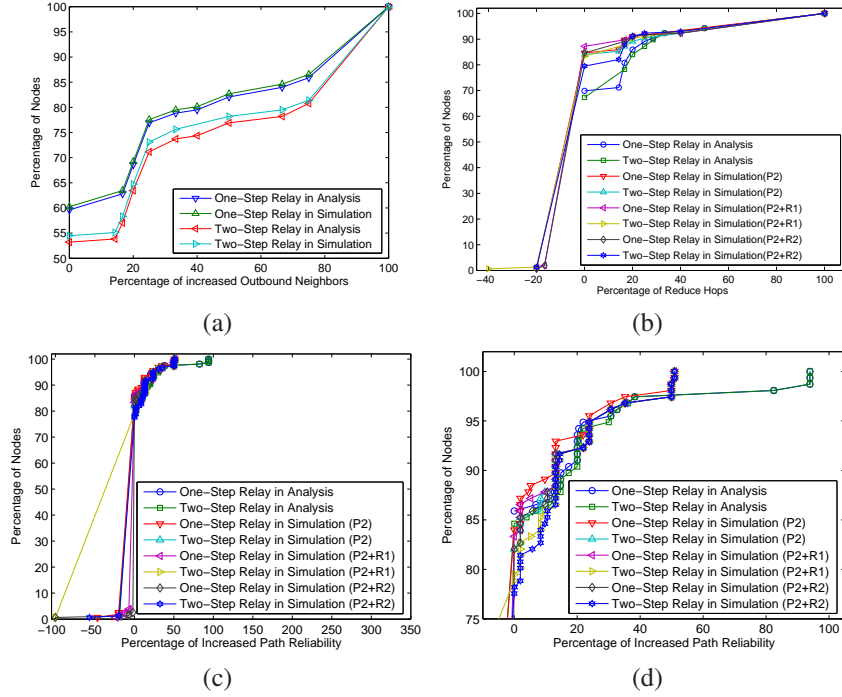 100
95
90
85
80
75
70
65
60
55
50
Percentage of Nodes
0 20 40 60 80 100
Percentage of increased Outbound Neighbors
One−Step Relay in Analysis
One−Step Relay in Simulation
Two−Step Relay in Analysis
Two−Step Relay in Simulation
(a)
100
90
80
70
60
50
40
30
20
10
0
Percentage of Nodes
−40 −20 0 20 40 60 80 100
Percentage of Reduce Hops
One−Step Relay in Analysis
Two−Step Relay in Analysis
One−Step Relay in Simulation(P2)
Two−Step Relay in Simulation(P2)
One−Step Relay in Simulation(P2+R1)
Two−Step Relay in Simulation(P2+R1)
One−Step Relay in Simulation(P2+R2)
Two−Step Relay in Simulation(P2+R2)
(b)
100
90
80
70
60
50
40
30
20
10
0
Percentage of Nodes
−100 −50 0 50 100 150 200 250 300 350
Percentage of Increased Path Reliability
One−Step Relay in Analysis
Two−Step Relay in Analysis
One−Step Relay in Simulation (P2)
Two−Step Relay in Simulation (P2)
One−Step Relay in Simulation (P2+R1)
Two−Step Relay in Simulation (P2+R1)
One−Step Relay in Simulation (P2+R2)
Two−Step Relay in Simulation (P2+R2)
(c)
100
95
90
85
80
75
Percentage of Nodes
0 20 40 60 80 100
Percentage of Increased Path Reliability
One−Step Relay in Analysis
Two−Step Relay in Analysis
One−Step Relay in Simulation (P2)
Two−Step Relay in Simulation (P2)
One−Step Relay in Simulation (P2+R1)
Two−Step Relay in Simulation (P2+R1)
One−Step Relay in Simulation(P2+R2)
Two−Step Relay in Simulation(P2+R2)
(d)